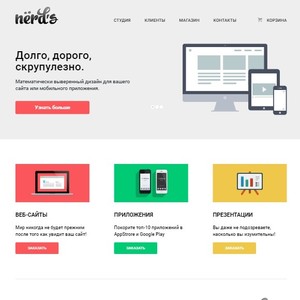 nёrd's
СТУДИЯ КЛИЕНТЫ МАГАЗИН КОНТАКТЫ КОРЗИНА
Долго, дорого,
скрупулезно.
Математически выверенный дизайн для вашего
сайта или мобильного приложения.
Узнать больше
ВЕБ-САЙТЫ ПРИЛОЖЕНИЯ ПРЕЗЕНТАЦИИ
Мир никогда не будет прежним
после того как увидит ваш сайт!
Покорите топ-10 приложений в
AppStrore и Google Play
Вы даже не подозреваете,
насколько вы изумительны!
ЗАКАЗАТЬ ЗАКАЗАТЬ ЗАКАЗАТЬ